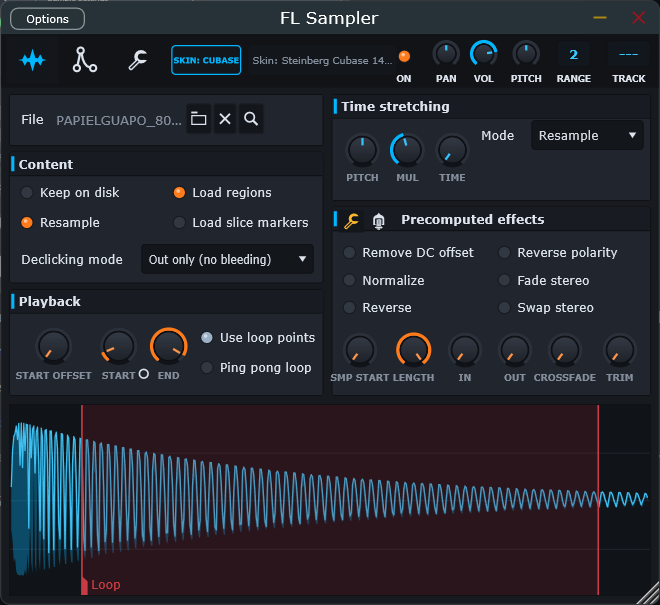 Options
FL Sampler
SKIN: CUBASE
Skin: Steinberg Cubase 14...
ON
PAN
VOL
PITCH
2
RANGE
---
TRACK
File
PAPIELGUAPO_80...
Content
Keep on disk
Load regions
Resample
Load slice markers
Declicking mode
Out only (no bleeding)
Playback
START OFFSET
START
END
Use loop points
Ping pong loop
Time stretching
PITCH
MUL
TIME
Mode
Resample
Precomputed effects
Remove DC offset
Reverse polarity
Normalize
Fade stereo
Reverse
Swap stereo
SMP START
LENGTH
IN
OUT
CROSSFADE
TRIM
Loop